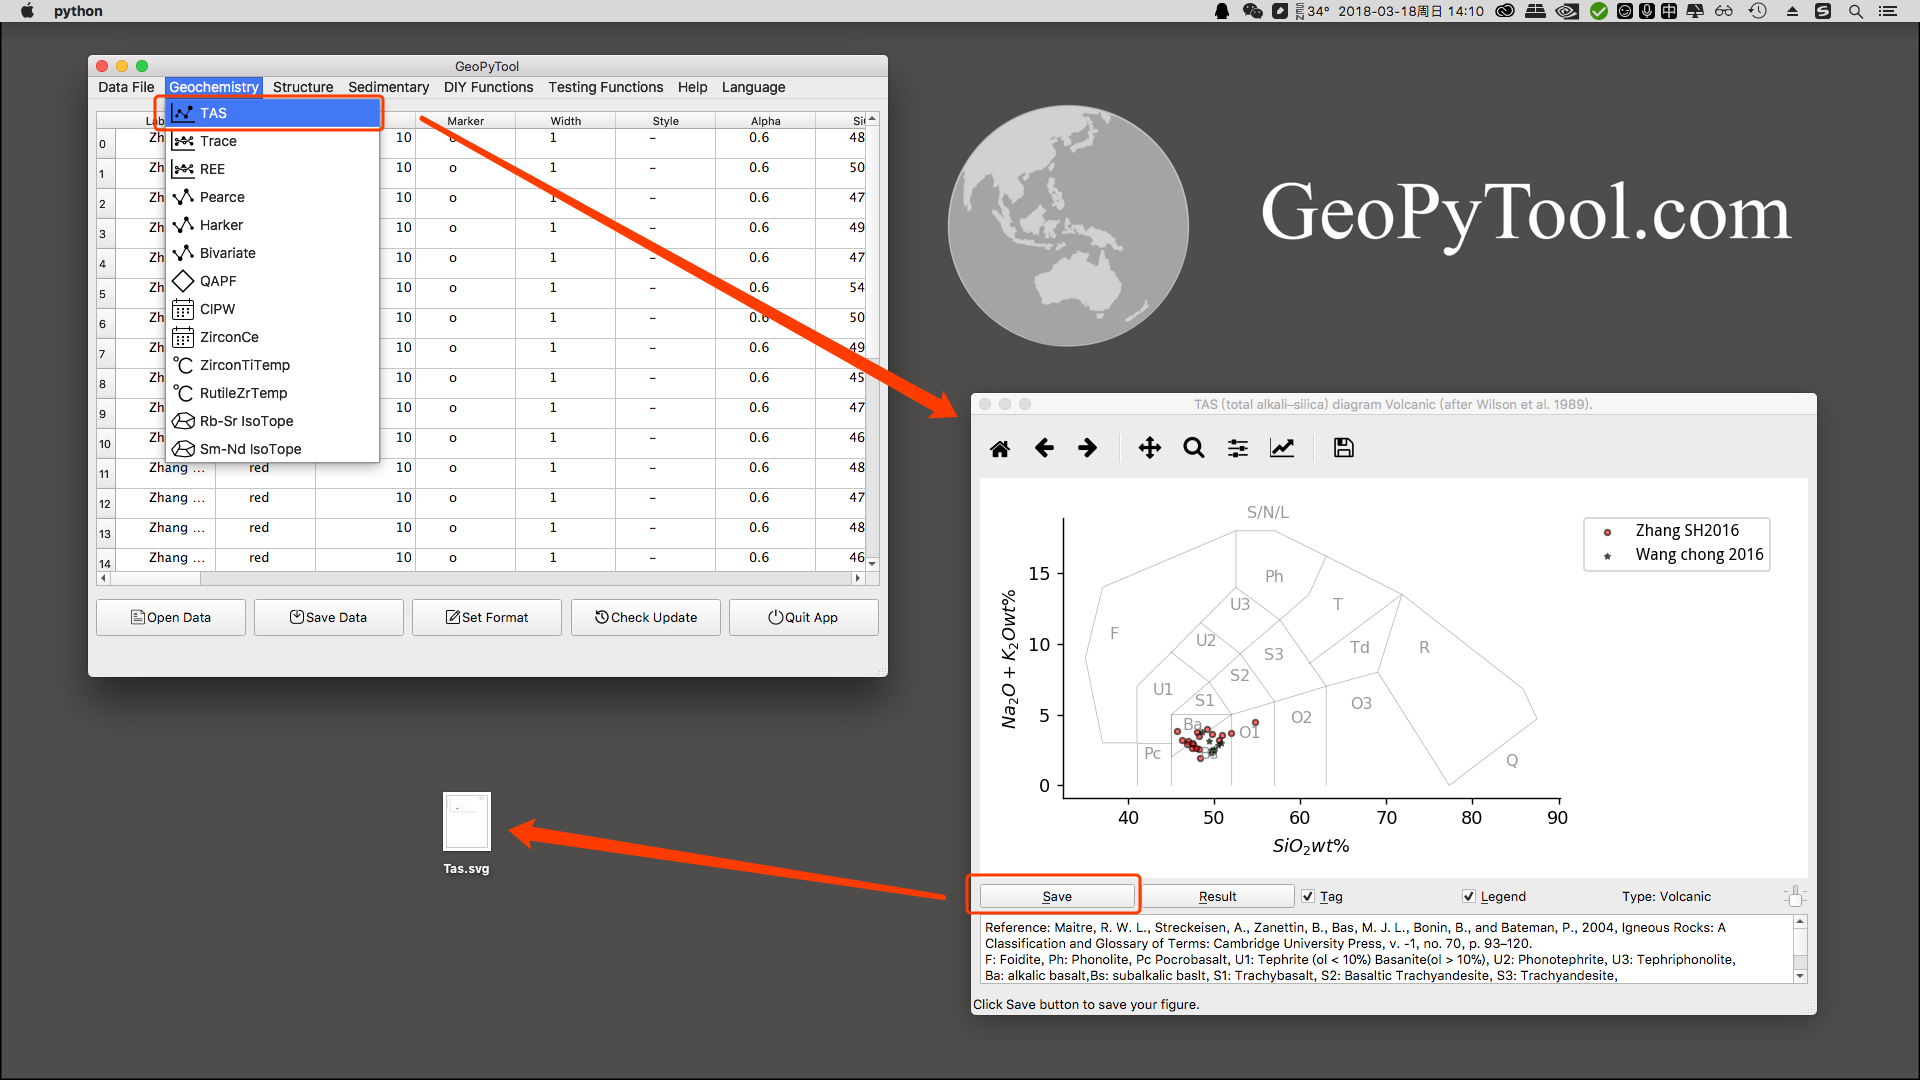 python
34° 2018-03-18周日 14:10
GeoPyTool
Data File Geochemistry Structure Sedimentary DIY Functions Testing Functions Help Language
TAS
Trace
REE
Pearce
Harker
Bivariate
QAPF
CIPW
ZirconCe
ZirconTiTemp
RutileZrTemp
Rb-Sr IsoTope
Sm-Nd IsoTope
Marker Width Style Alpha
0 Zh 10 o 1 - 0.6 48
1 Zh 10 o 1 - 0.6 50
2 Zh 10 o 1 - 0.6 47
3 Zh 10 o 1 - 0.6 49
4 Zh 10 o 1 - 0.6 47
5 Zh 10 o 1 - 0.6 54
6 Zh 10 o 1 - 0.6 50
7 Zh 10 o 1 - 0.6 49
8 Zh 10 o 1 - 0.6 45
9 Zh 10 o 1 - 0.6 47
10 Zh 10 o 1 - 0.6 46
11 Zhang ... red 10 o 1 - 0.6 48
12 Zhang ... red 10 o 1 - 0.6 47
13 Zhang ... red 10 o 1 - 0.6 48
14 Zhang ... red 10 o 1 - 0.6 46
Open Data Save Data Set Format Check Update Quit App
GeoPyTool.com
TAS (total alkali–silica) diagram Volcanic (after Wilson et al. 1989).
S/N/L
Zhang SH2016
Wang chong 2016
Ph
U3
T
F
U2
Td
R
S3
S2
U1
S1
O3
O2
Ba
O1
Pc
Bs
Q
15
10
5
0
Na₂O + K₂Owt%
40 50 60 70 80 90
SiO₂wt%
Save Result Tag Legend Type: Volcanic
Reference: Maitre, R. W. L., Streckeisen, A., Zanettin, B., Bas, M. J. L., Bonin, B., and Bateman, P., 2004, Igneous Rocks: A
Classification and Glossary of Terms: Cambridge University Press, v. -1, no. 70, p. 93–120.
F: Foidite, Ph: Phonolite, Pc Pocrobasalt, U1: Tephrite (ol < 10%) Basanite(ol > 10%), U2: Phonotephrite, U3: Tephriphonolite,
Ba: alkalic basalt,Bs: subalkalic baslt, S1: Trachybasalt, S2: Basaltic Trachyandesite, S3: Trachyandesite,
Click Save button to save your figure.
Tas.svg